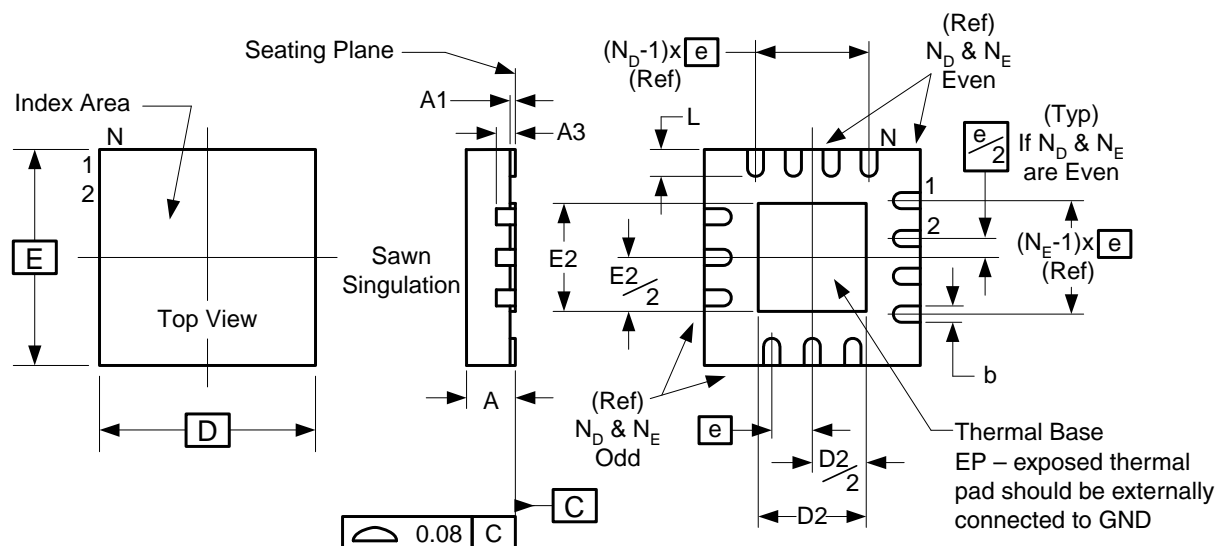 Seating Plane
Index Area
A1
A3
N
1
2
E
Top View
D
Sawn
Singulation
A
C
0.08 C
(N_D-1)x e
(Ref)
(Ref)
N_D & N_E
Even
L
N
e/2
(Typ)
If N_D & N_E
are Even
1
2
(N_E-1)x e
(Ref)
E2
E2/2
b
(Ref)
N_D & N_E
Odd
e
D2/2
D2
Thermal Base
EP – exposed thermal
pad should be externally
connected to GND